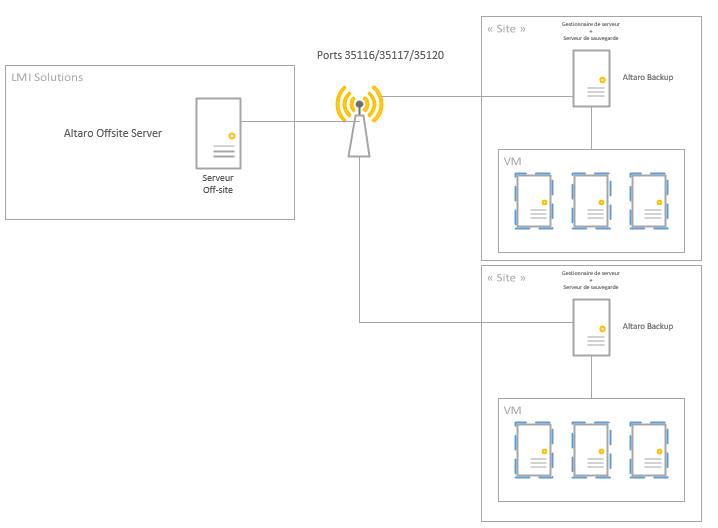 LMI Solutions
Altaro Offsite Server
Serveur
Off-site
Ports 35116/35117/35120
« Site »
Gestionnaire de serveur
+
Serveur de sauvegarde
Altaro Backup
VM
« Site »
Gestionnaire de serveur
+
Serveur de sauvegarde
Altaro Backup
VM